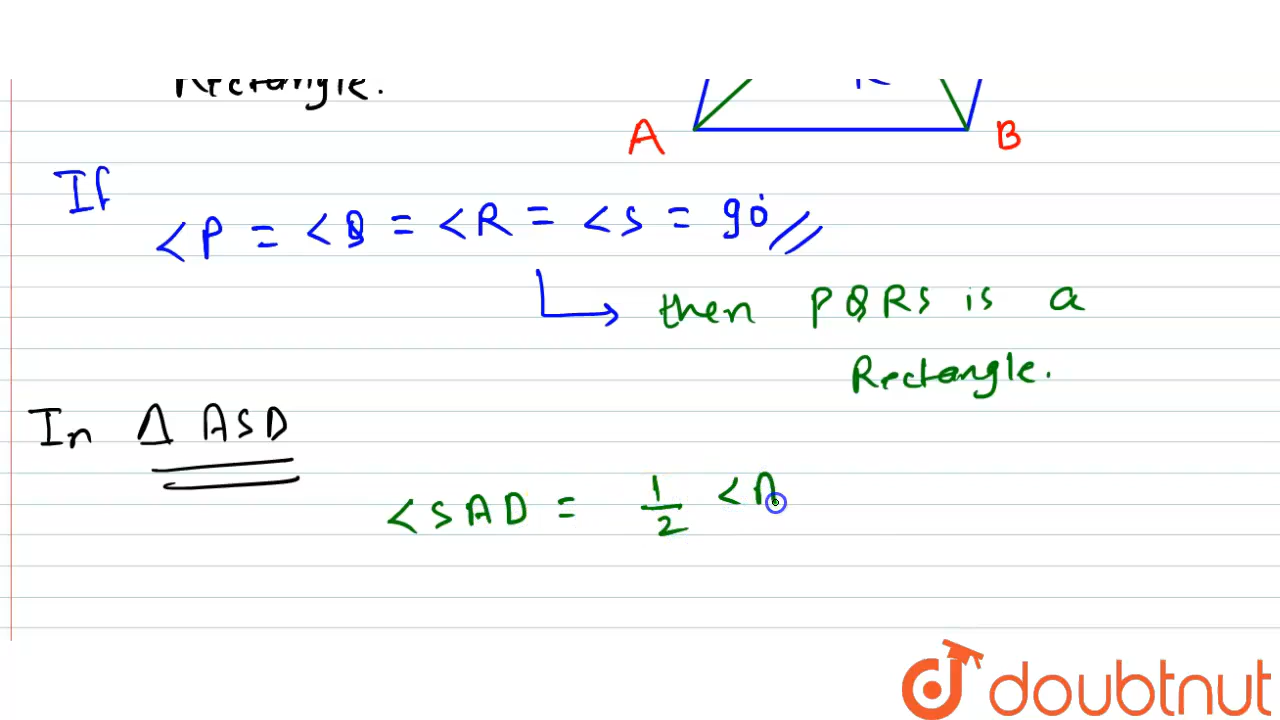 Rectangle.
R
A B
If
<P = <Q = <R = <S = 90° //
then PQRS is a
Rectangle.
In Δ ASD
<SAD = 1/2 <A
doubtnut